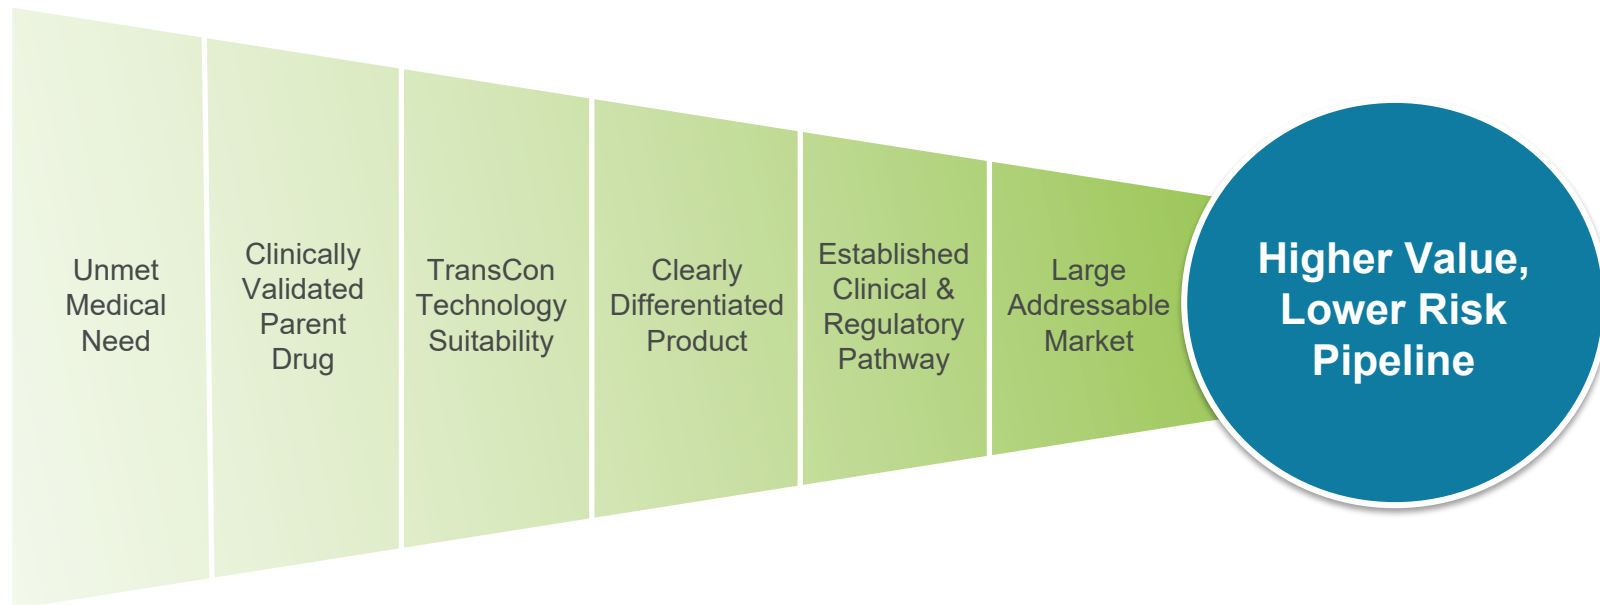 Unmet
Medical
Need
Clinically
Validated
Parent
Drug
TransCon
Technology
Suitability
Clearly
Differentiated
Product
Established
Clinical &
Regulatory
Pathway
Large
Addressable
Market
Higher Value,
Lower Risk
Pipeline